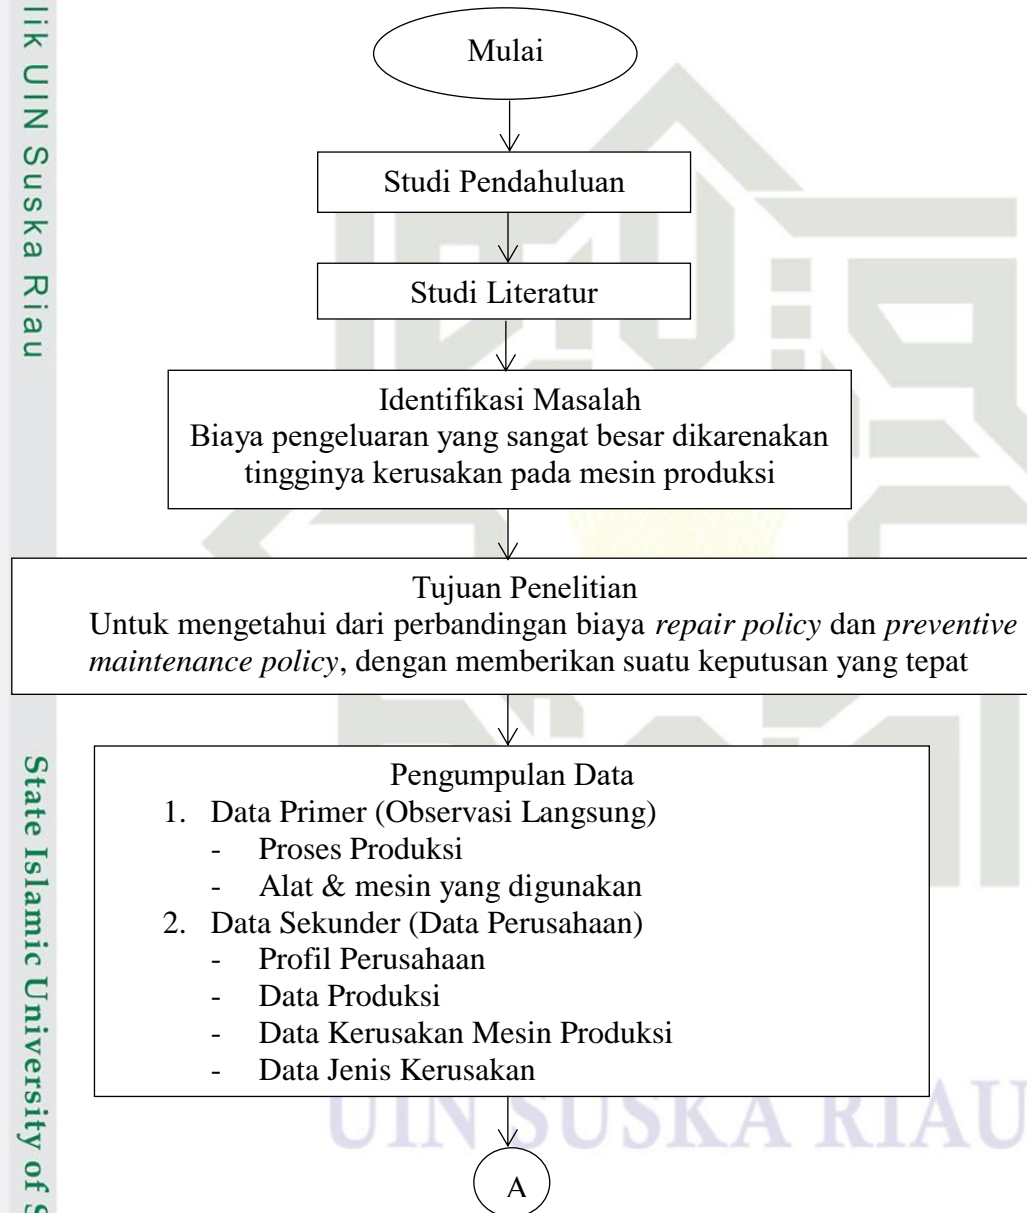 lik UIN Suska Riau
State Islamic University of S
Mulai
Studi Pendahuluan
Studi Literatur
Identifikasi Masalah
Biaya pengeluaran yang sangat besar dikarenakan
tingginya kerusakan pada mesin produksi
Tujuan Penelitian
Untuk mengetahui dari perbandingan biaya repair policy dan preventive
maintenance policy, dengan memberikan suatu keputusan yang tepat
Pengumpulan Data
1. Data Primer (Observasi Langsung)
- Proses Produksi
- Alat & mesin yang digunakan
2. Data Sekunder (Data Perusahaan)
- Profil Perusahaan
- Data Produksi
- Data Kerusakan Mesin Produksi
- Data Jenis Kerusakan
UIN SUSKA RIAU
A